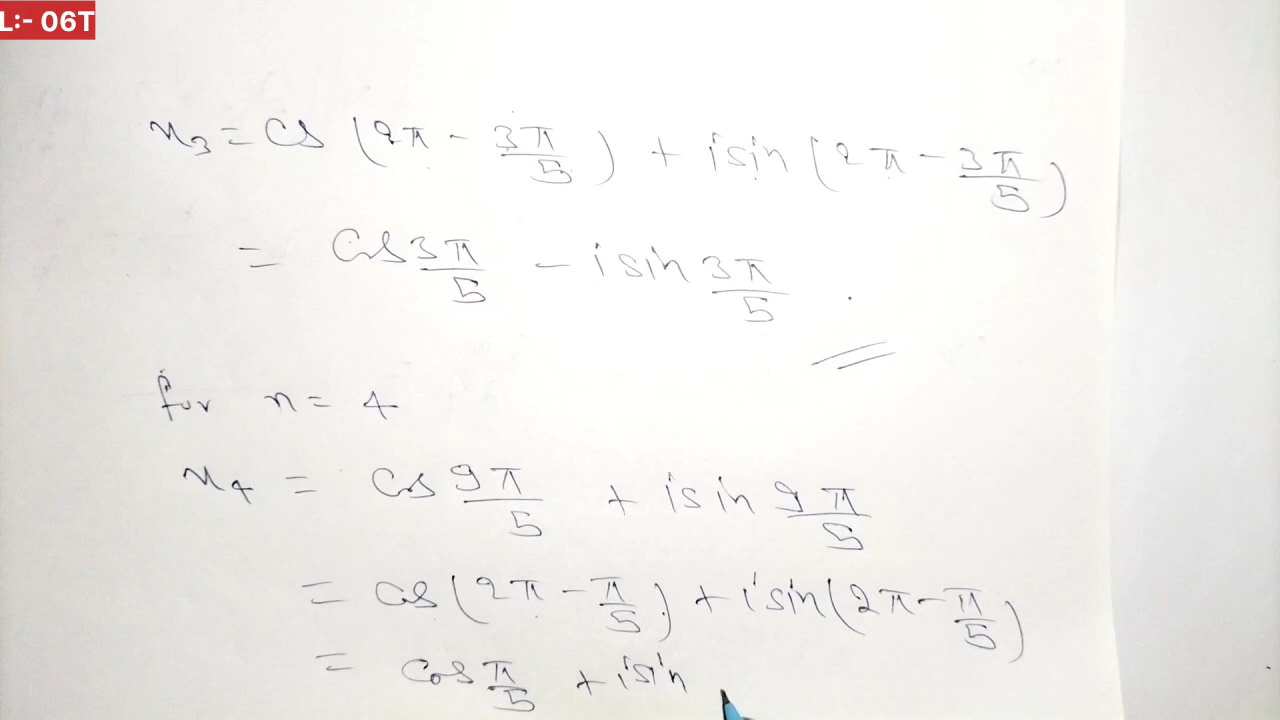 L:- 06T
x₃ = cos (2π - 3π/5) + i sin (2π - 3π/5)
= cos 3π/5 - i sin 3π/5 .
for n = 4
x₄ = cos 9π/5 + i sin 9π/5
= cos (2π - π/5) + i sin (2π - π/5)
= cos π/5 + i sin